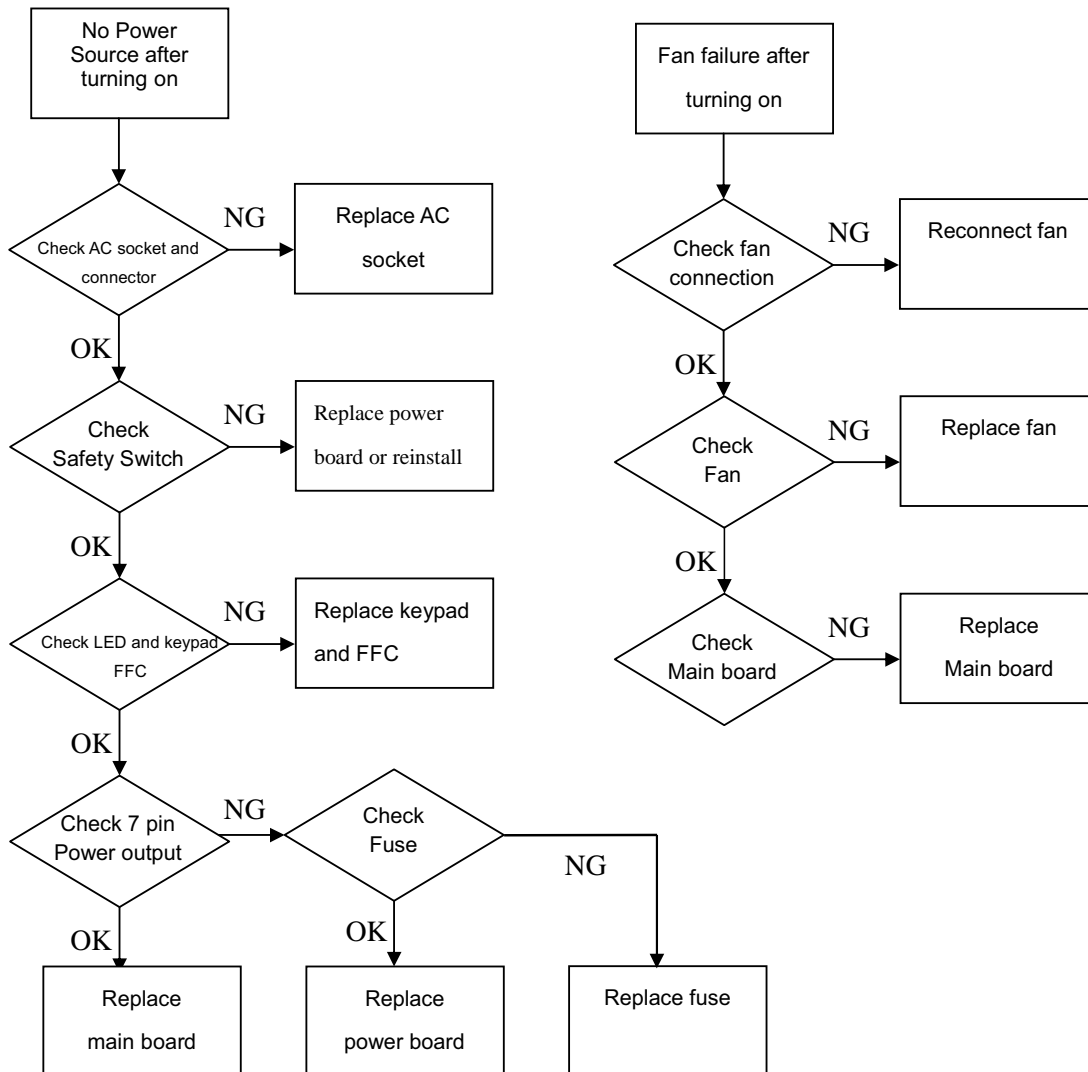 No Power
Source after
turning on
Check AC socket and
connector
NG
Replace AC
socket
OK
Check
Safety Switch
NG
Replace power
board or reinstall
OK
Check LED and keypad
FFC
NG
Replace keypad
and FFC
OK
Check 7 pin
Power output
NG
Check
Fuse
NG
OK
OK
Replace
main board
Replace
power board
Replace fuse
Fan failure after
turning on
Check fan
connection
NG
Reconnect fan
OK
Check
Fan
NG
Replace fan
OK
Check
Main board
NG
Replace
Main board